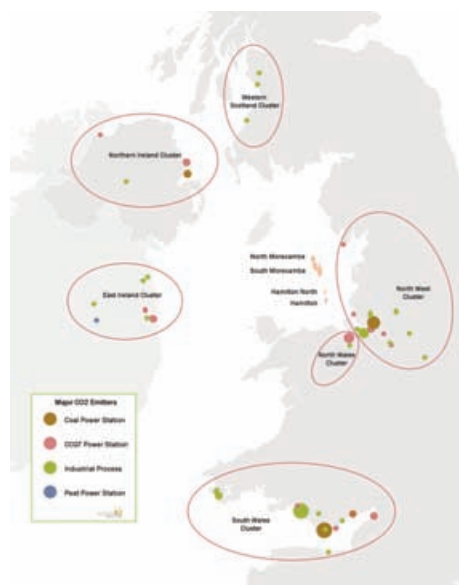 Western
Scotland Cluster
Northern Ireland Cluster
North Morecambe
South Morecambe
Hamilton North
Hamilton
North West
Cluster
East Ireland Cluster
North Wales
Cluster
Major CO2 Emitters
Coal Power Station
CCGT Power Station
Industrial Process
Peat Power Station
South Wales
Cluster